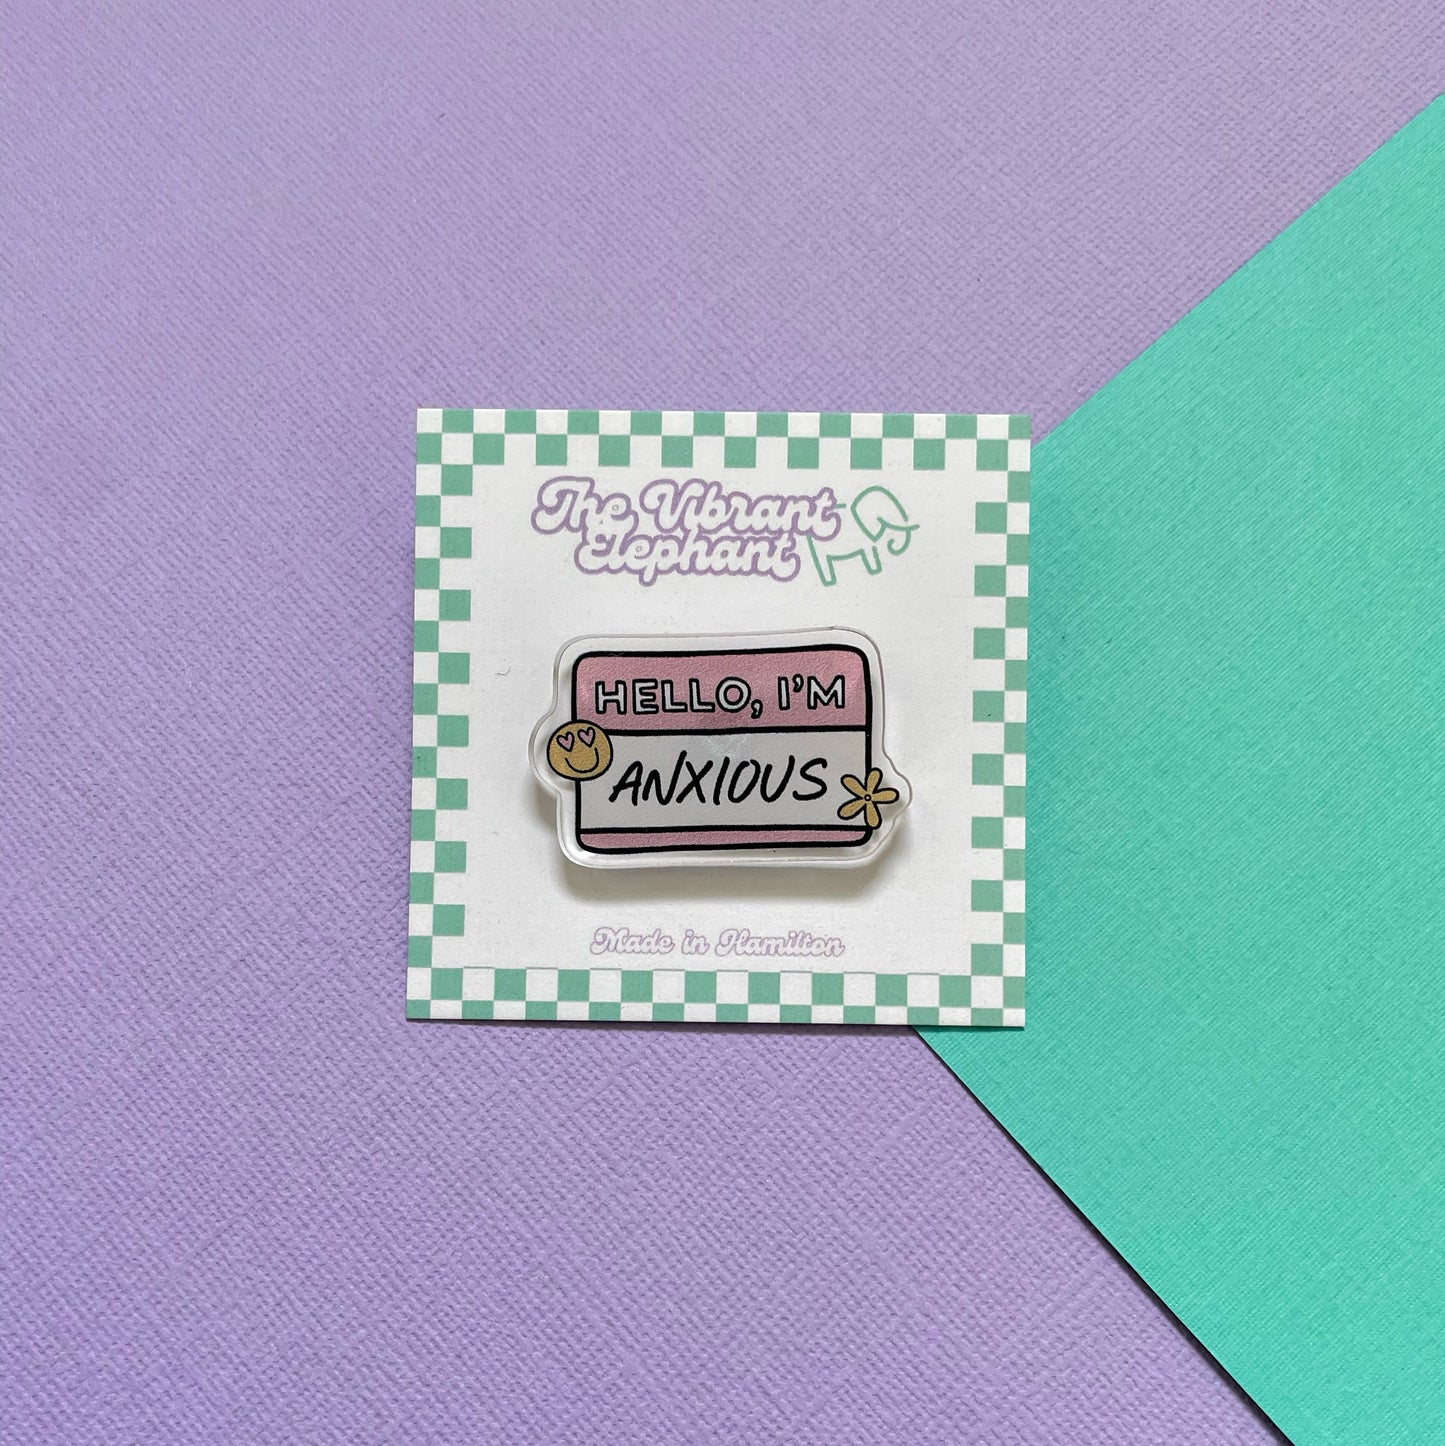 The Vibrant
Elephant
HELLO, I'M
ANXIOUS
Made in Hamilton